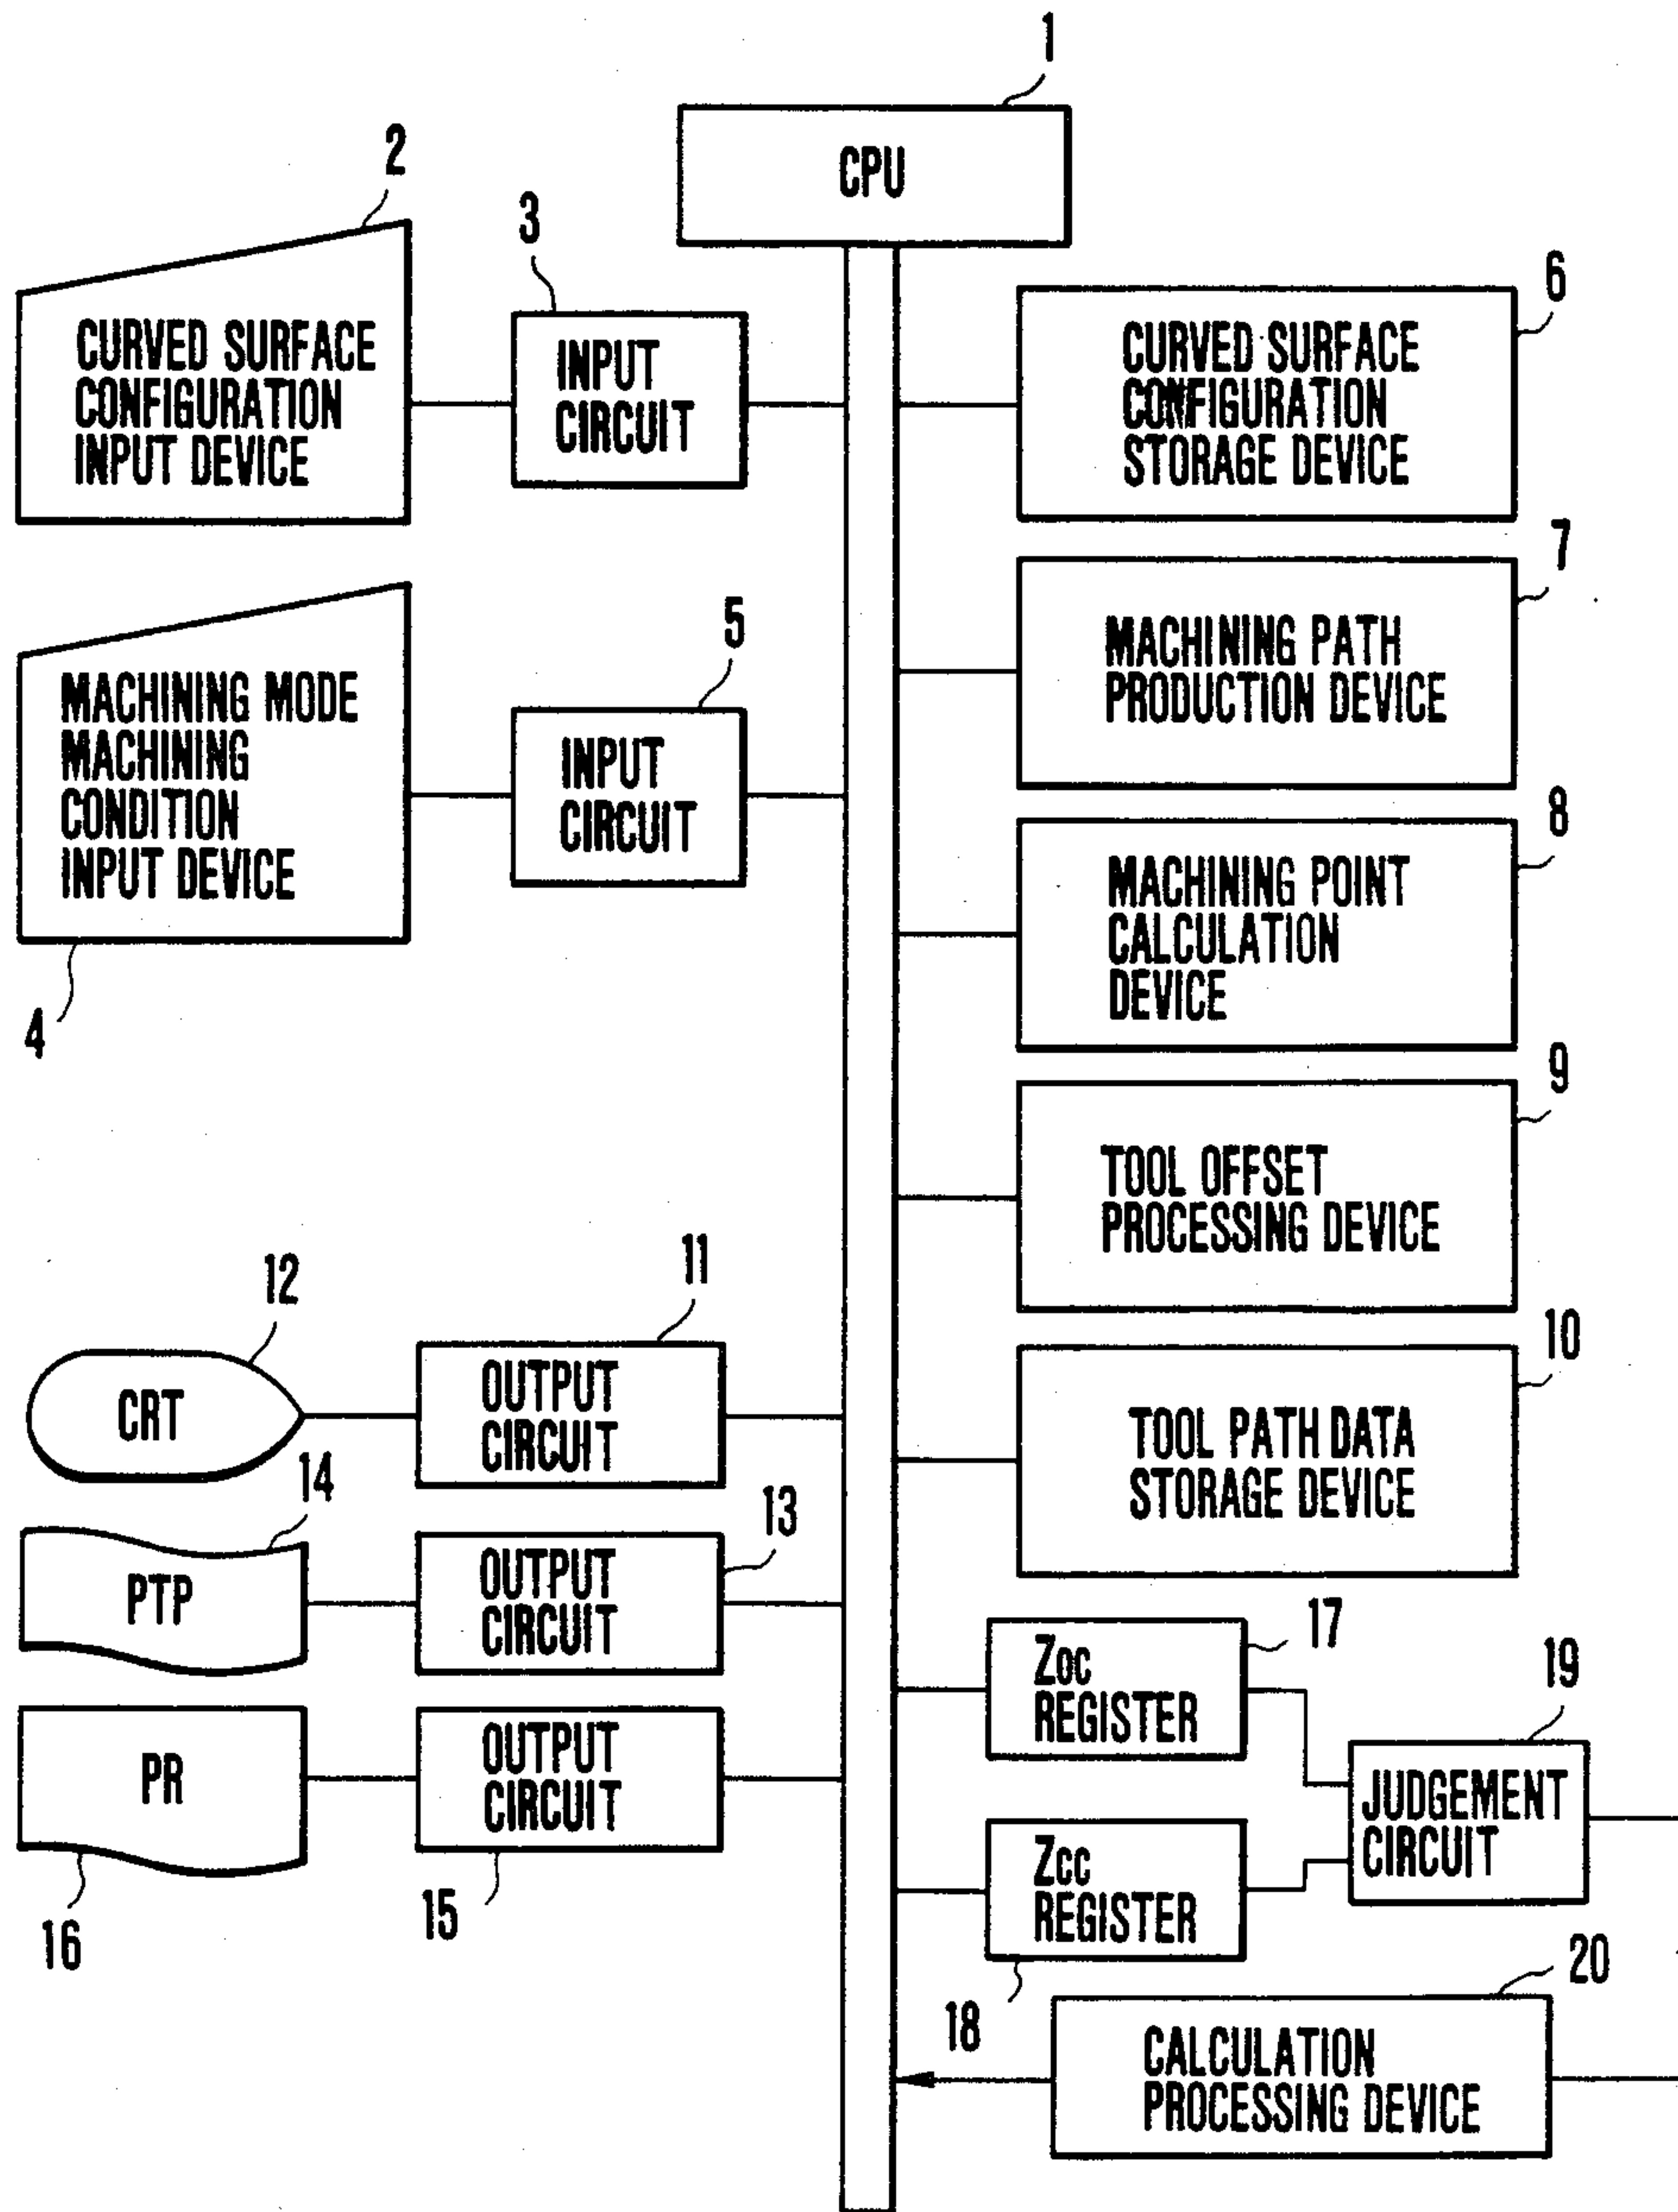 1
CPU
2
CURVED SURFACE
CONFIGURATION
INPUT DEVICE
3
INPUT
CIRCUIT
6
CURVED SURFACE
CONFIGURATION
STORAGE DEVICE
MACHINING MODE
MACHINING
CONDITION
INPUT DEVICE
4
5
INPUT
CIRCUIT
7
MACHINING PATH
PRODUCTION DEVICE
8
MACHINING POINT
CALCULATION
DEVICE
9
TOOL OFFSET
PROCESSING DEVICE
10
TOOL PATH DATA
STORAGE DEVICE
12
CRT
11
OUTPUT
CIRCUIT
14
PTP
13
OUTPUT
CIRCUIT
PR
16
OUTPUT
CIRCUIT
15
17
ZOC
REGISTER
ZCC
REGISTER
18
19
JUDGEMENT
CIRCUIT
20
CALCULATION
PROCESSING DEVICE